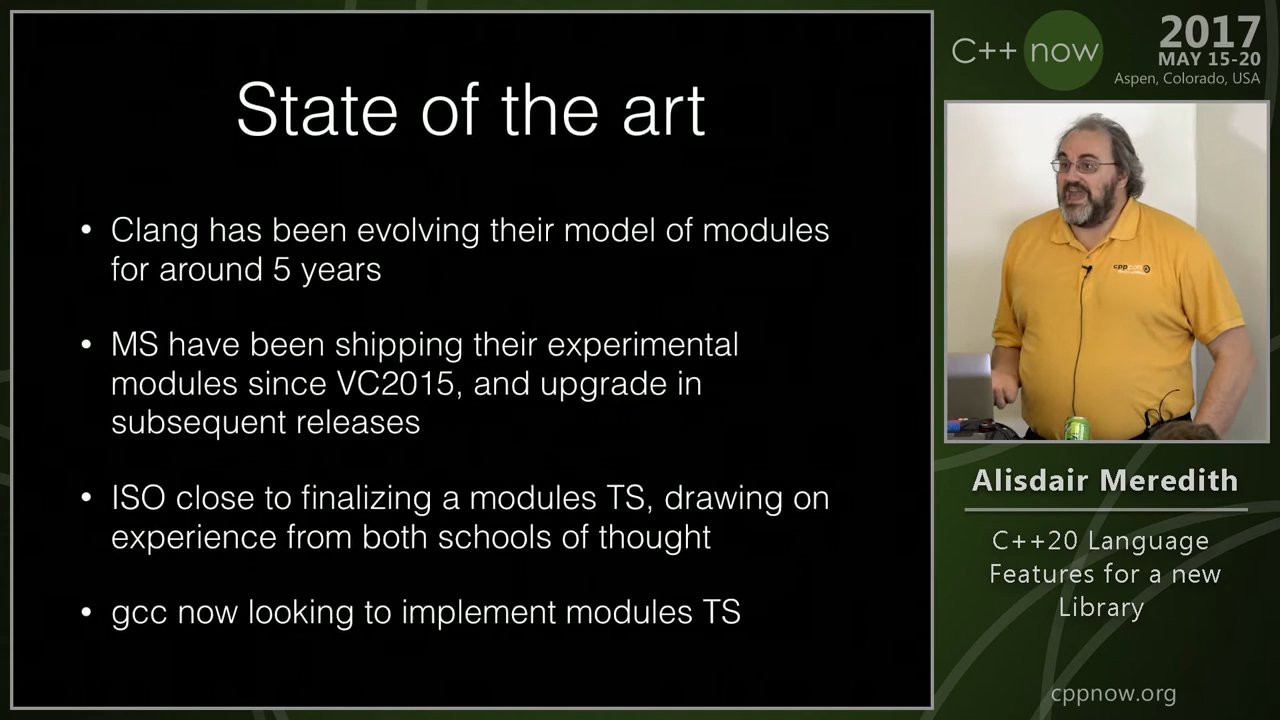 State of the art
• Clang has been evolving their model of modules
for around 5 years
• MS have been shipping their experimental
modules since VC2015, and upgrade in
subsequent releases
• ISO close to finalizing a modules TS, drawing on
experience from both schools of thought
• gcc now looking to implement modules TS
C++ now
2017
MAY 15-20
Aspen, Colorado, USA
Alisdair Meredith
C++20 Language
Features for a new
Library
cppnow.org